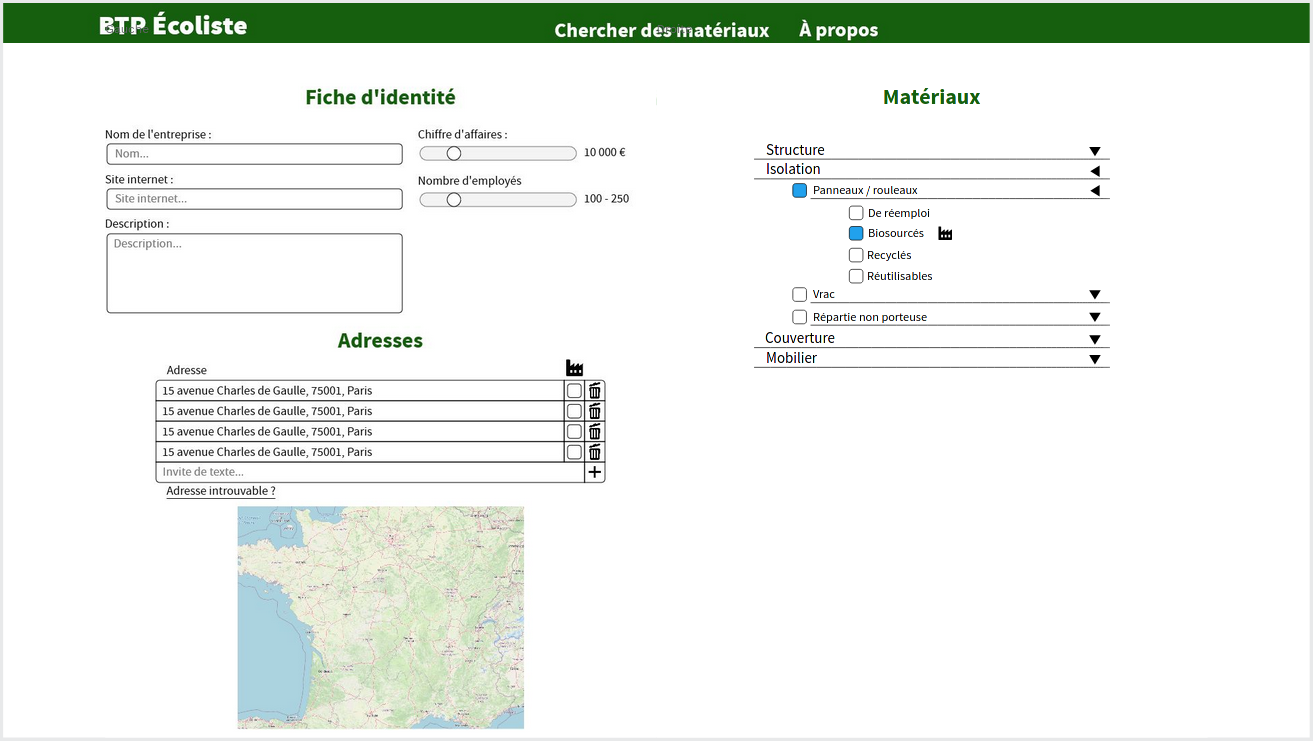 BTP Écoliste
Chercher des matériaux
À propos
Fiche d'identité
Nom de l'entreprise :
Nom...
Site internet :
Site internet...
Description :
Description...
Chiffre d'affaires :
10 000 €
Nombre d'employés
100 - 250
Adresses
Adresse
15 avenue Charles de Gaulle, 75001, Paris
15 avenue Charles de Gaulle, 75001, Paris
15 avenue Charles de Gaulle, 75001, Paris
15 avenue Charles de Gaulle, 75001, Paris
Invite de texte...
Adresse introuvable ?
Matériaux
Structure
Isolation
Panneaux / rouleaux
De réemploi
Biosourcés
Recyclés
Réutilisables
Vrac
Répartie non porteuse
Couverture
Mobilier